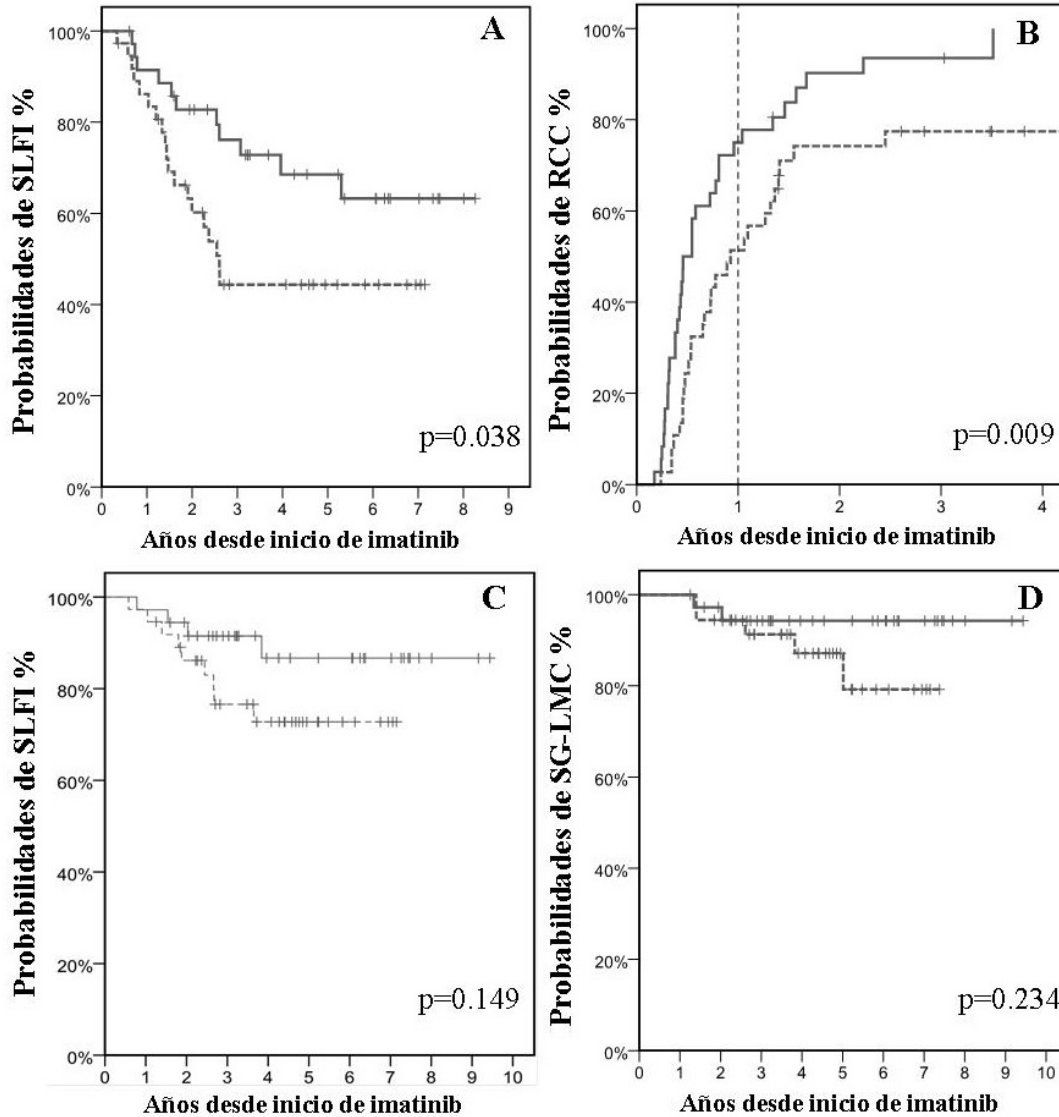 A
Probabilidades de SLFI %
100%
80%
60%
40%
20%
0%
p=0.038
0 1 2 3 4 5 6 7 8 9
Años desde inicio de imatinib
B
Probabilidades de RCC %
100%
80%
60%
40%
20%
0%
p=0.009
0 1 2 3 4
Años desde inicio de imatinib
C
Probabilidades de SLFI %
100%
80%
60%
40%
20%
0%
p=0.149
0 1 2 3 4 5 6 7 8 9 10
Años desde inicio de imatinib
D
Probabilidades de SG-LMC %
100%
80%
60%
40%
20%
0%
p=0.234
0 1 2 3 4 5 6 7 8 9 10
Años desde inicio de imatinib